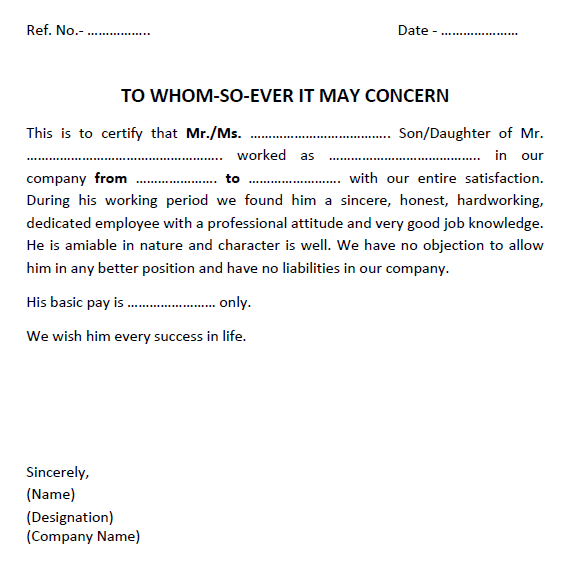 Ref. No.- ................ Date - .....................
TO WHOM-SO-EVER IT MAY CONCERN
This is to certify that Mr./Ms. ...................................... Son/Daughter of Mr.
..................................................... worked as ......................................... in our
company from ...................... to ......................... with our entire satisfaction.
During his working period we found him a sincere, honest, hardworking,
dedicated employee with a professional attitude and very good job knowledge.
He is amiable in nature and character is well. We have no objection to allow
him in any better position and have no liabilities in our company.
His basic pay is ........................ only.
We wish him every success in life.
Sincerely,
(Name)
(Designation)
(Company Name)